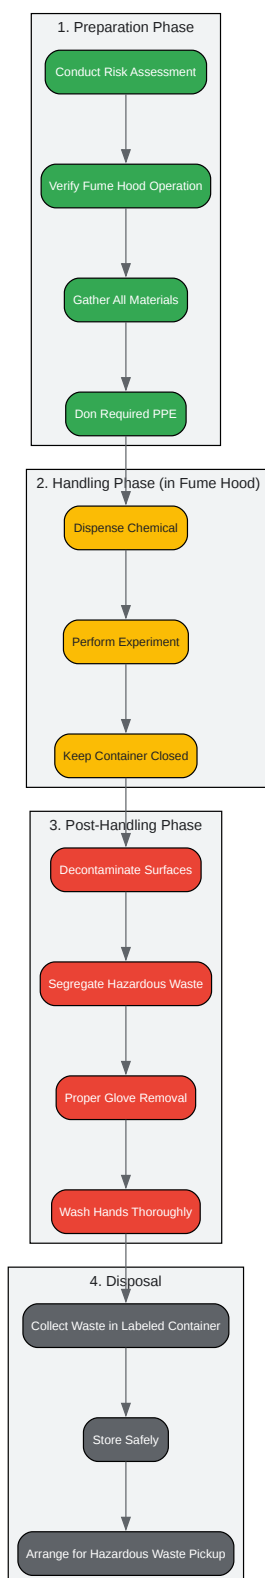 1. Preparation Phase
Conduct Risk Assessment
Verify Fume Hood Operation
Gather All Materials
Don Required PPE
2. Handling Phase (in Fume Hood)
Dispense Chemical
Perform Experiment
Keep Container Closed
3. Post-Handling Phase
Decontaminate Surfaces
Segregate Hazardous Waste
Proper Glove Removal
Wash Hands Thoroughly
4. Disposal
Collect Waste in Labeled Container
Store Safely
Arrange for Hazardous Waste Pickup